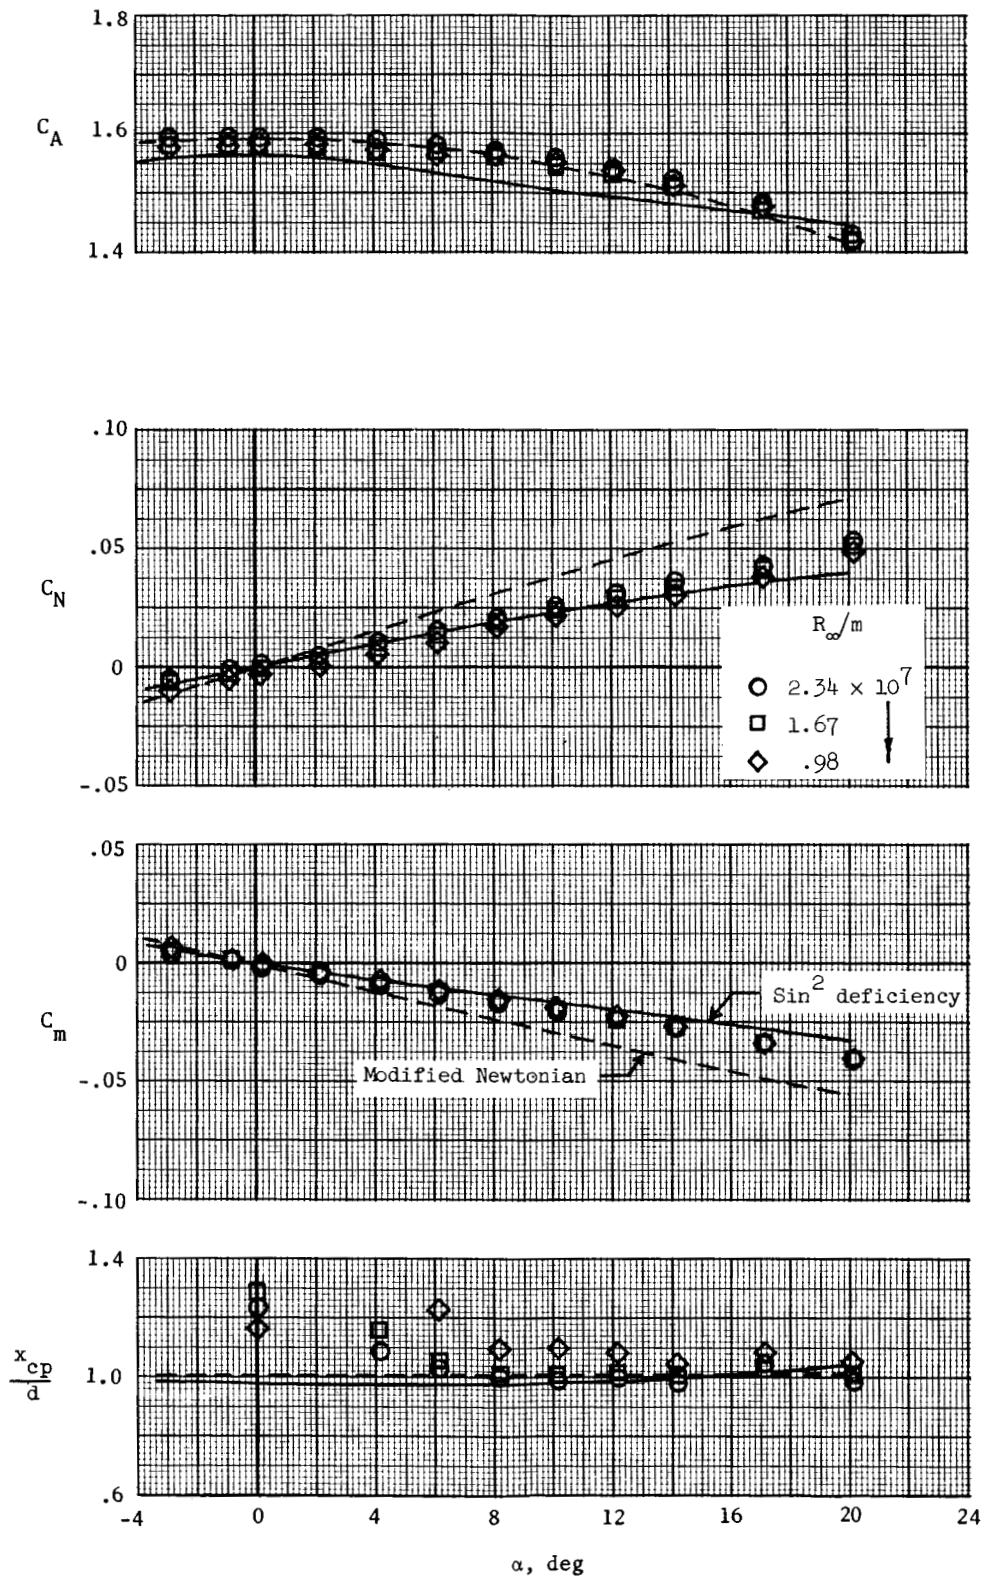 1.8
C_A
1.6
1.4
.10
.05
C_N
0
-.05
R_∞/m
○ 2.34 × 10^7
□ 1.67
◇ .98
.05
0
C_m
-.05
-.10
Sin^2 deficiency
Modified Newtonian
1.4
x_cp
d
1.0
.6
-4 0 4 8 12 16 20 24
α, deg